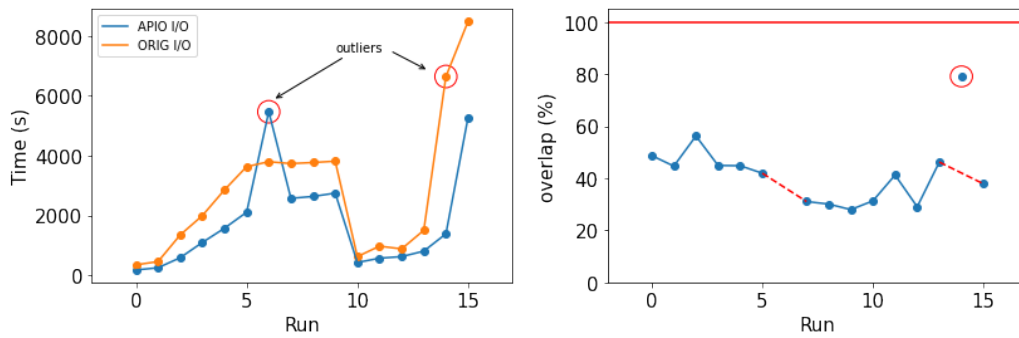 APIO I/O
ORIG I/O
outliers
Time (s)
8000
6000
4000
2000
0
0 5 10 15
Run
overlap (%)
100
80
60
40
20
0
0 5 10 15
Run